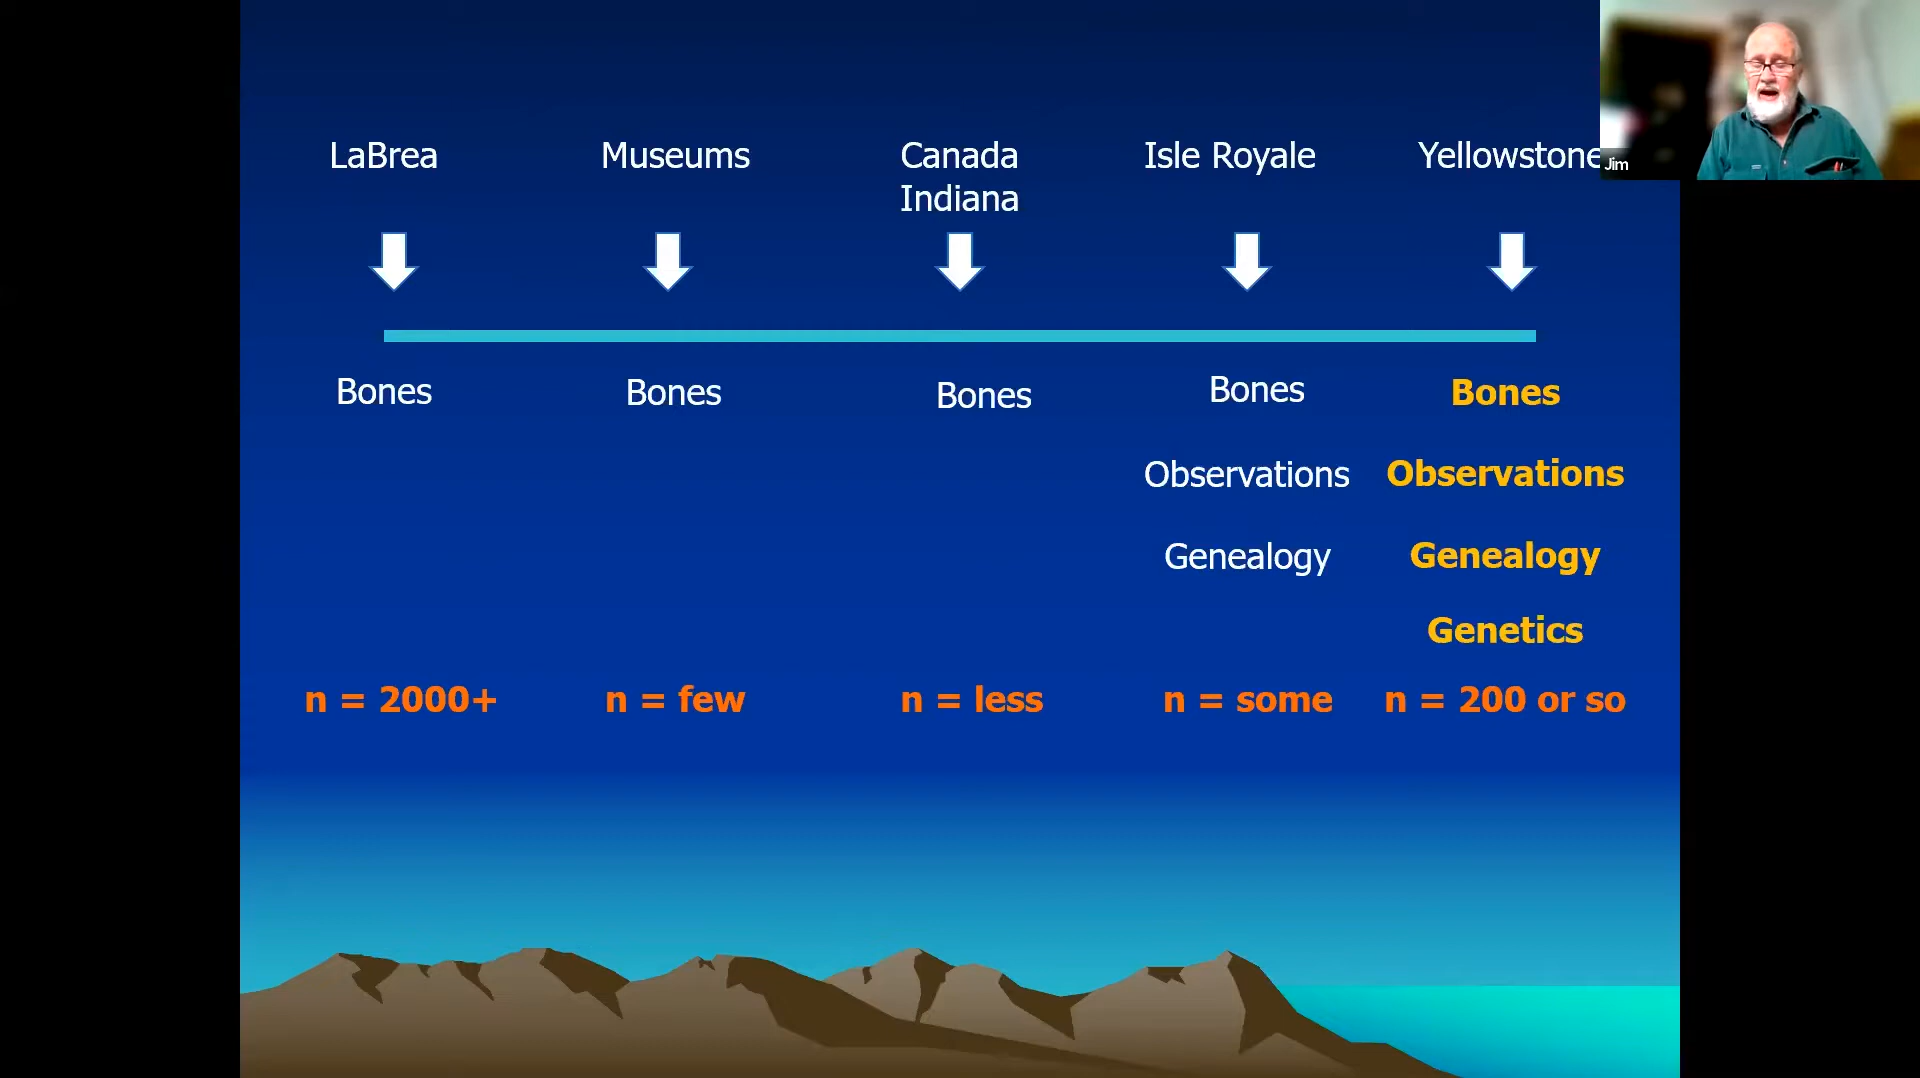 LaBrea
Museums
Canada
Indiana
Isle Royale
Yellowstone
Jim
Bones
Bones
Bones
Bones
Bones
Observations
Observations
Genealogy
Genealogy
Genetics
n = 2000+
n = few
n = less
n = some
n = 200 or so